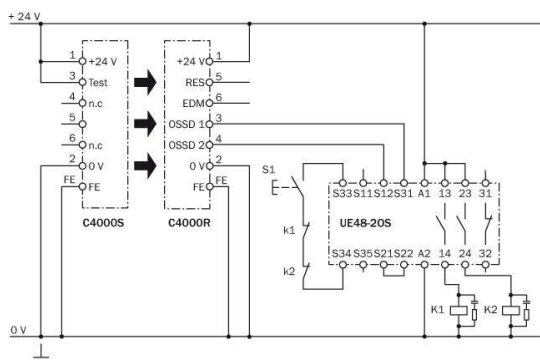 + 24 V
1 +24 V
3 Test
4 n.c
5
6 n.c
2 0 V
FE FE
C4000S
+24 V 1
RES 5
EDM 6
OSSD 1 3
OSSD 2 4
0 V 2
FE FE
C4000R
S1
k1
k2
S33 S11 S12 S31 A1 13 23 31
UE48-2OS
S34 S35 S21 S22 A2 14 24 32
K1
K2
0 V